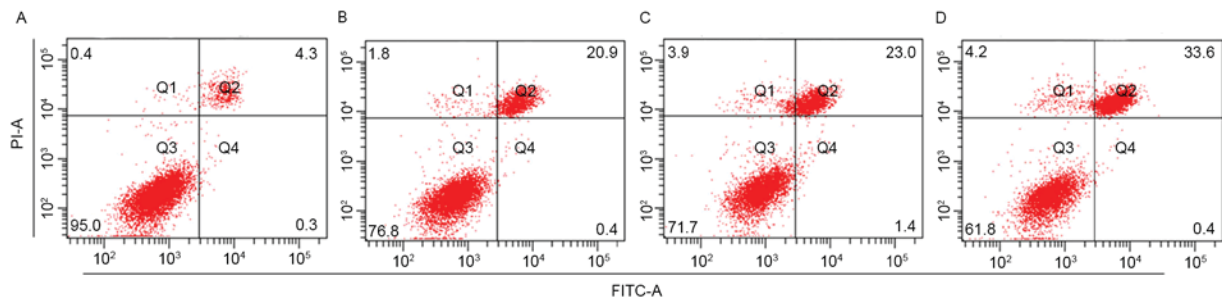 A
0.4 4.3
Q1 Q2
Q3 Q4
95.0 0.3
10⁵
10⁴
10³
10²
10² 10³ 10⁴ 10⁵
B
1.8 20.9
Q1 Q2
Q3 Q4
76.8 0.4
10⁵
10⁴
10³
10²
10² 10³ 10⁴ 10⁵
C
3.9 23.0
Q1 Q2
Q3 Q4
71.7 1.4
10⁵
10⁴
10³
10²
10² 10³ 10⁴ 10⁵
D
4.2 33.6
Q1 Q2
Q3 Q4
61.8 0.4
10⁵
10⁴
10³
10²
10² 10³ 10⁴ 10⁵
PI-A
FITC-A